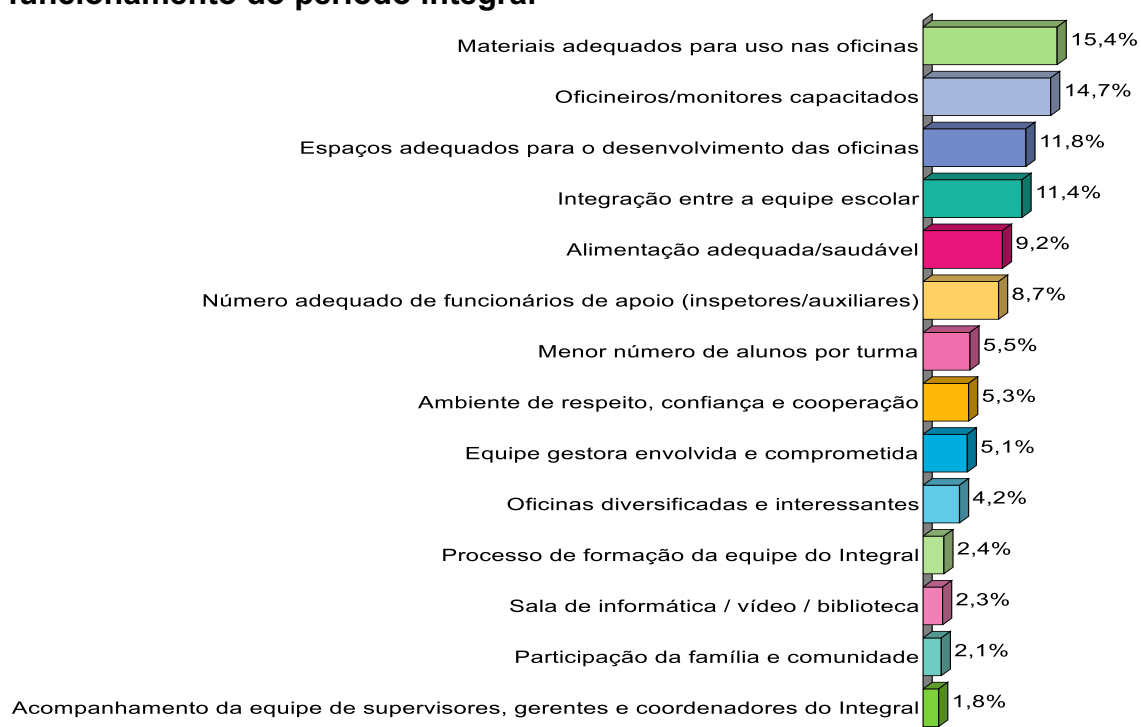 funcionamento do período integral
Materiais adequados para uso nas oficinas 15,4%
Oficineiros/monitores capacitados 14,7%
Espaços adequados para o desenvolvimento das oficinas 11,8%
Integração entre a equipe escolar 11,4%
Alimentação adequada/saudável 9,2%
Número adequado de funcionários de apoio (inspetores/auxiliares) 8,7%
Menor número de alunos por turma 5,5%
Ambiente de respeito, confiança e cooperação 5,3%
Equipe gestora envolvida e comprometida 5,1%
Oficinas diversificadas e interessantes 4,2%
Processo de formação da equipe do Integral 2,4%
Sala de informática / vídeo / biblioteca 2,3%
Participação da família e comunidade 2,1%
Acompanhamento da equipe de supervisores, gerentes e coordenadores do Integral 1,8%